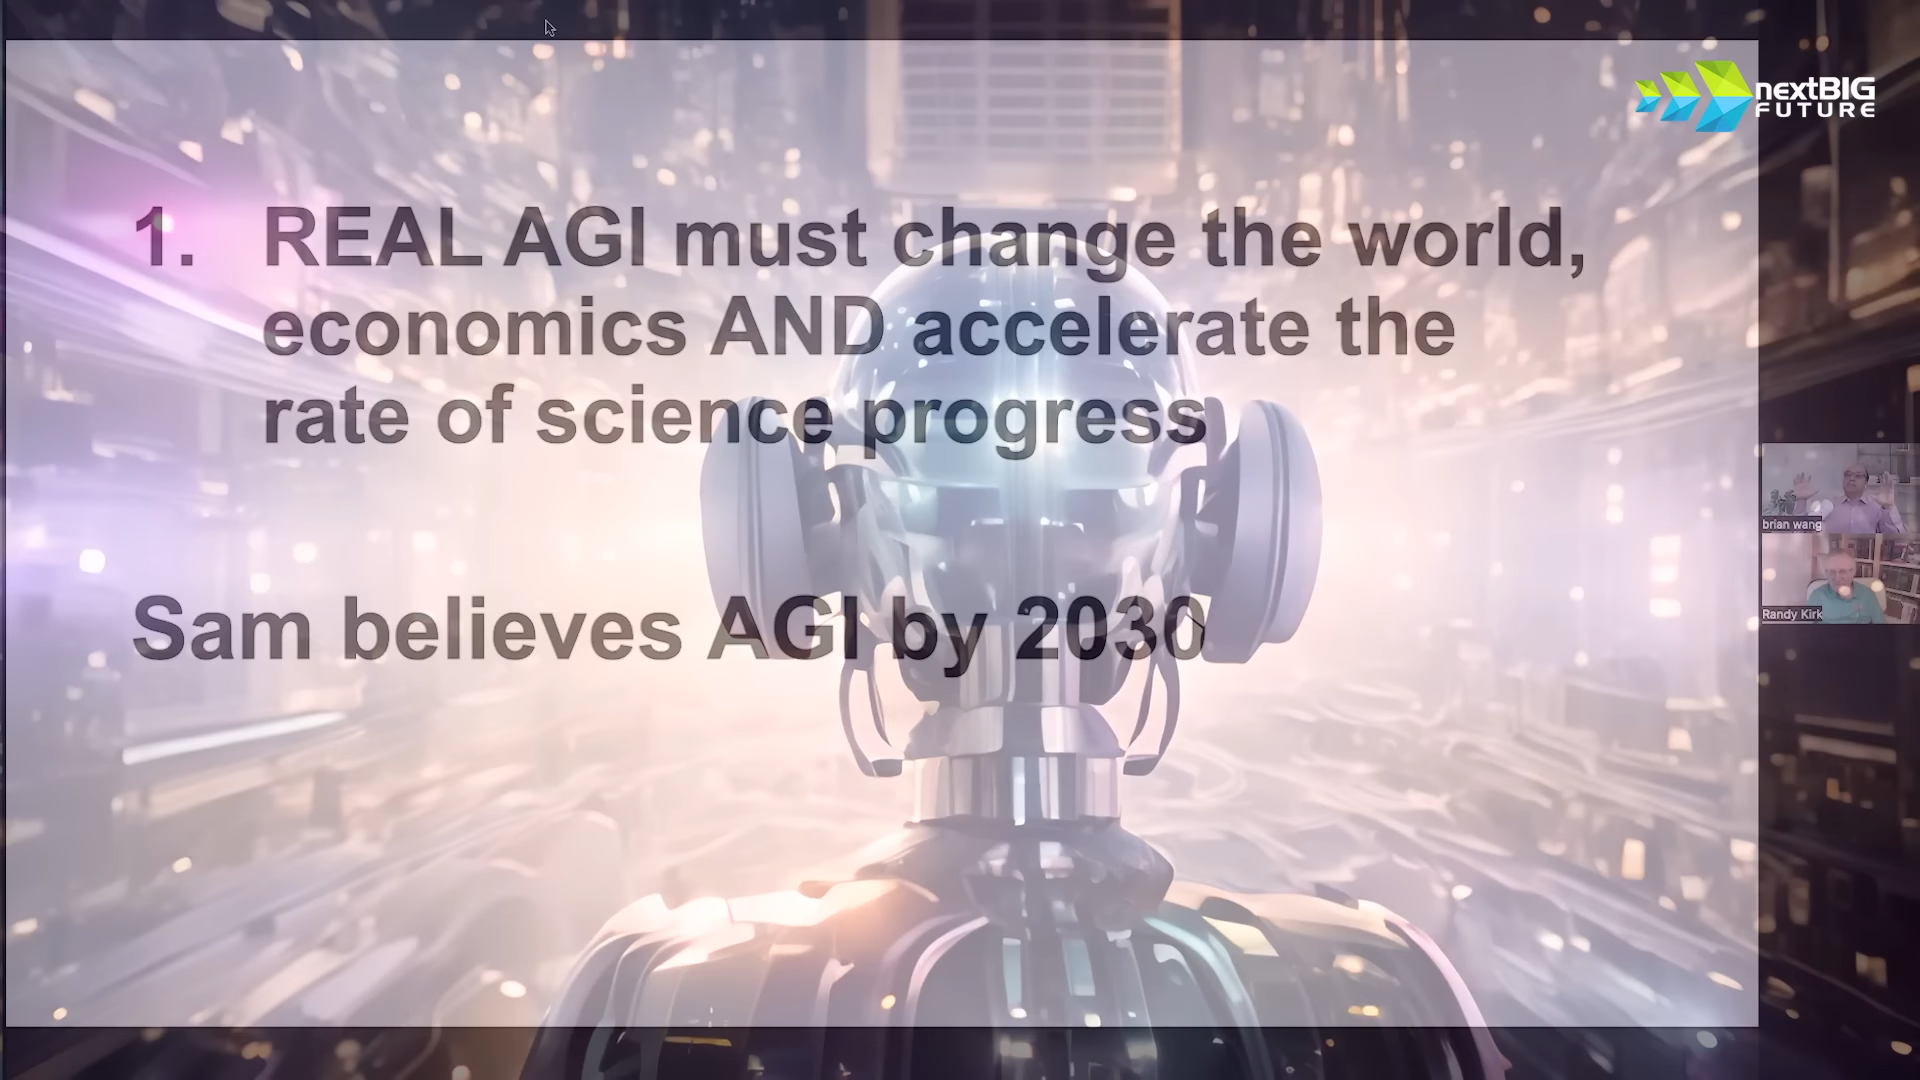 nextBIG
FUTURE
1. REAL AGI must change the world,
economics AND accelerate the
rate of science progress
Sam believes AGI by 2030
brian wang
Randy Kirk